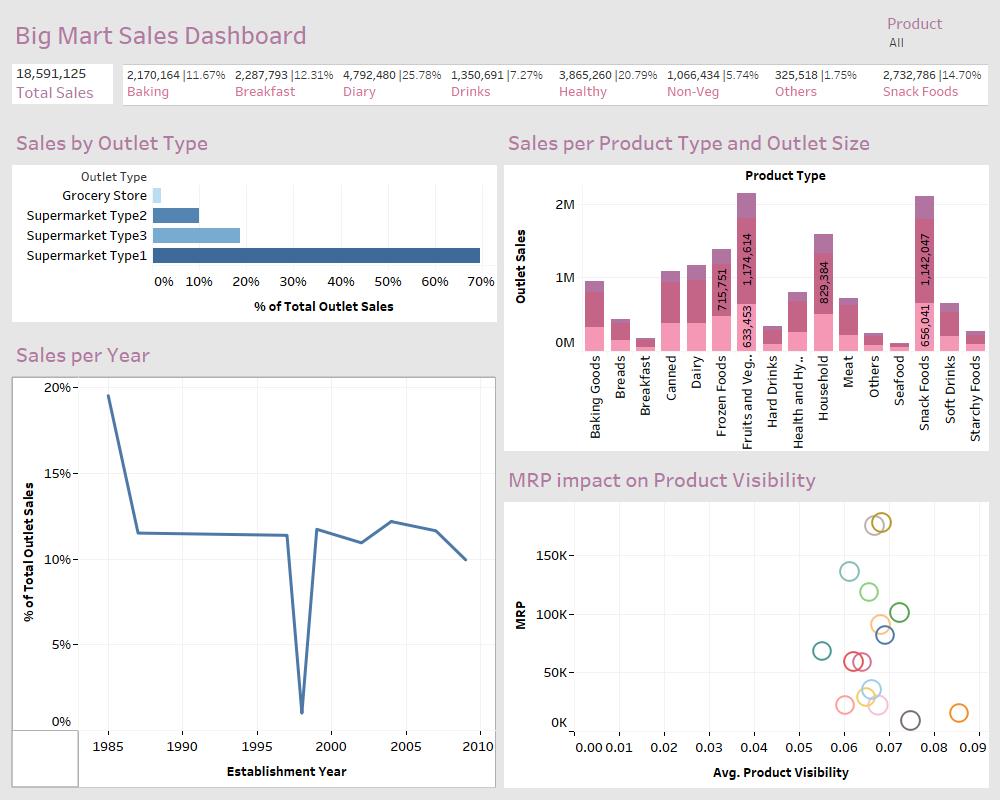 Big Mart Sales Dashboard
Product
All
18,591,125
Total Sales
2,170,164 |11.67%
Baking
2,287,793 |12.31%
Breakfast
4,792,480 |25.78%
Diary
1,350,691 |7.27%
Drinks
3,865,260 |20.79%
Healthy
1,066,434 |5.74%
Non-Veg
325,518 |1.75%
Others
2,732,786 |14.70%
Snack Foods
Sales by Outlet Type
Outlet Type
Grocery Store
Supermarket Type2
Supermarket Type3
Supermarket Type1
0% 10% 20% 30% 40% 50% 60% 70%
% of Total Outlet Sales
Sales per Product Type and Outlet Size
Product Type
Outlet Sales
2M
1M
0M
715,751
1,174,614
633,453
829,384
1,142,047
656,041
Baking Goods
Breads
Breakfast
Canned
Dairy
Frozen Foods
Fruits and Veg..
Hard Drinks
Health and Hy..
Household
Meat
Others
Seafood
Snack Foods
Soft Drinks
Starchy Foods
Sales per Year
% of Total Outlet Sales
20%
15%
10%
5%
0%
1985 1990 1995 2000 2005 2010
Establishment Year
MRP impact on Product Visibility
MRP
150K
100K
50K
0K
0.00 0.01 0.02 0.03 0.04 0.05 0.06 0.07 0.08 0.09
Avg. Product Visibility